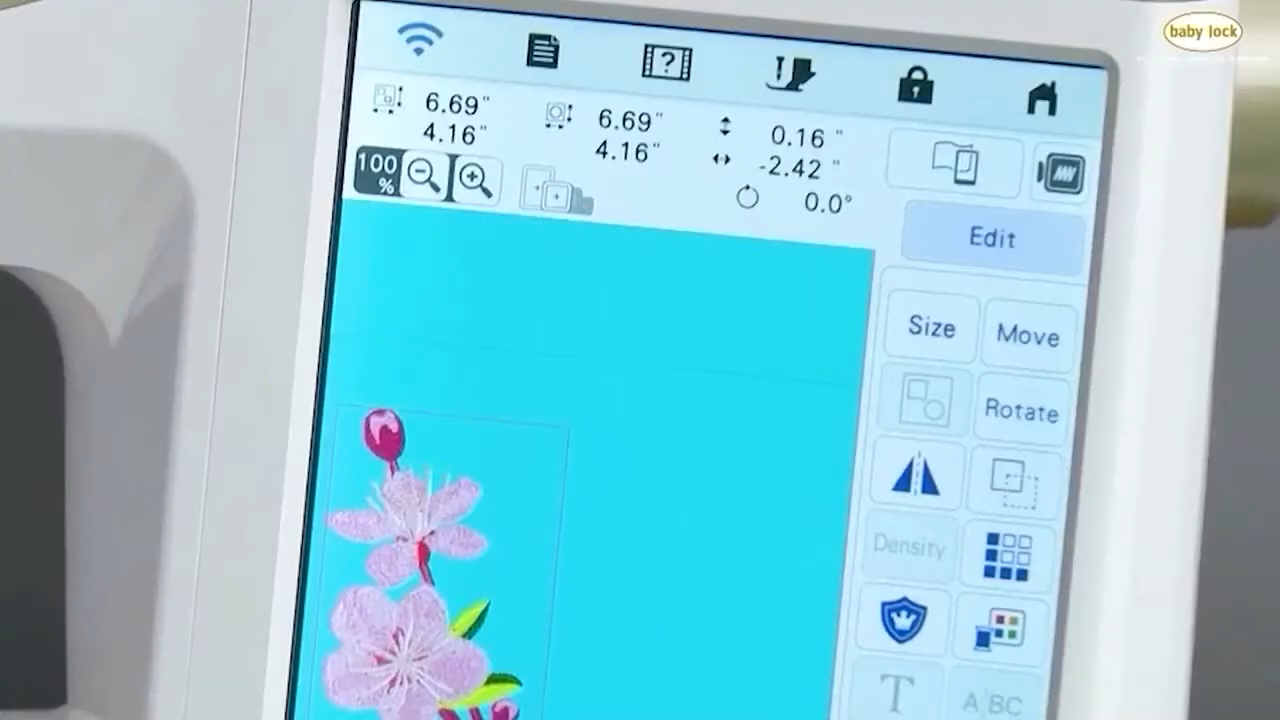 baby lock
?
6.69"
4.16"
6.69"
4.16"
0.16 "
-2.42 "
0.0°
100
%
Edit
Size
Move
Rotate
Density
T
A BC